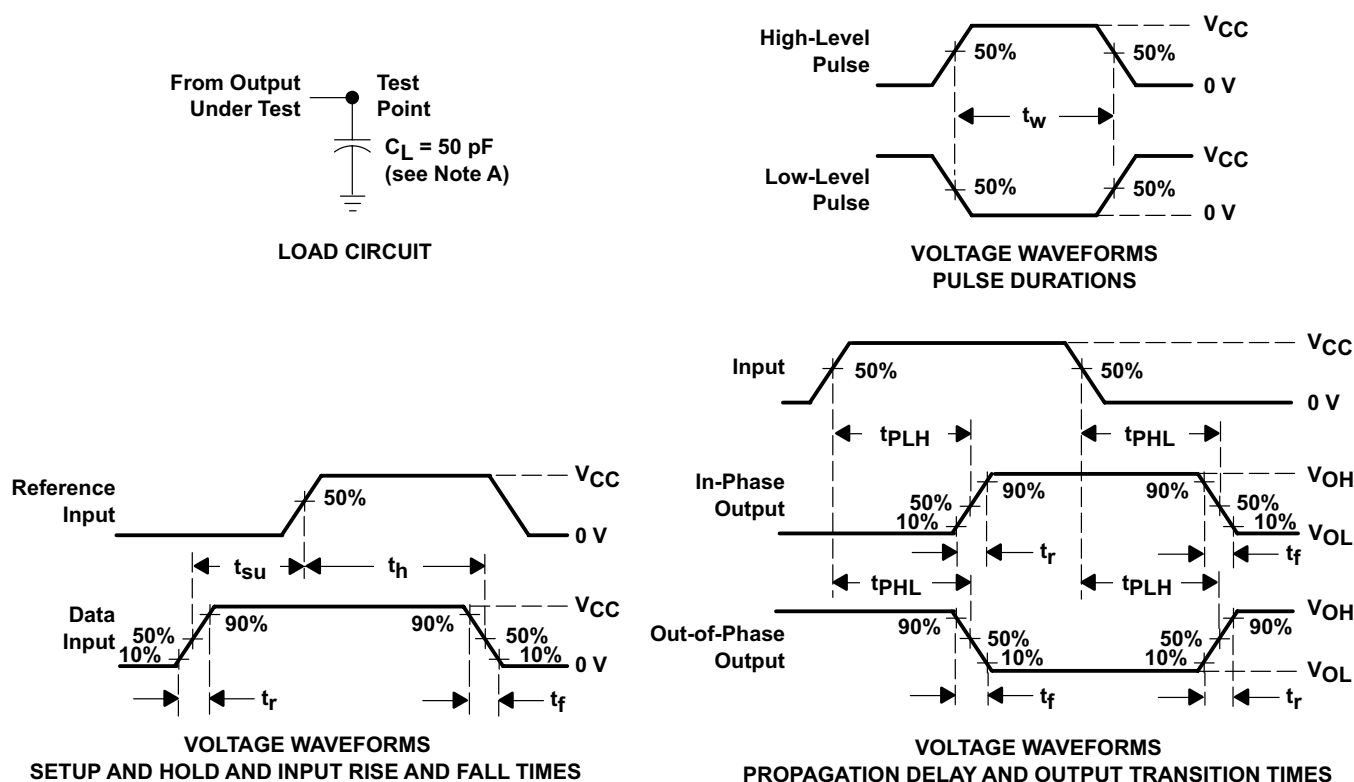 From Output
Under Test
Test
Point
CL = 50 pF
(see Note A)
LOAD CIRCUIT
High-Level
Pulse
50%
50%
VCC
0 V
tw
Low-Level
Pulse
50%
50%
VCC
0 V
VOLTAGE WAVEFORMS
PULSE DURATIONS
Reference
Input
50%
VCC
0 V
tsu
th
Data
Input
50%
10%
90%
90%
50%
10%
VCC
0 V
tr
tf
VOLTAGE WAVEFORMS
SETUP AND HOLD AND INPUT RISE AND FALL TIMES
Input
50%
50%
VCC
0 V
tPLH
tPHL
In-Phase
Output
50%
10%
90%
90%
50%
10%
VOH
VOL
tr
tf
tPHL
tPLH
Out-of-Phase
Output
90%
50%
10%
50%
10%
90%
VOH
VOL
tf
tr
VOLTAGE WAVEFORMS
PROPAGATION DELAY AND OUTPUT TRANSITION TIMES